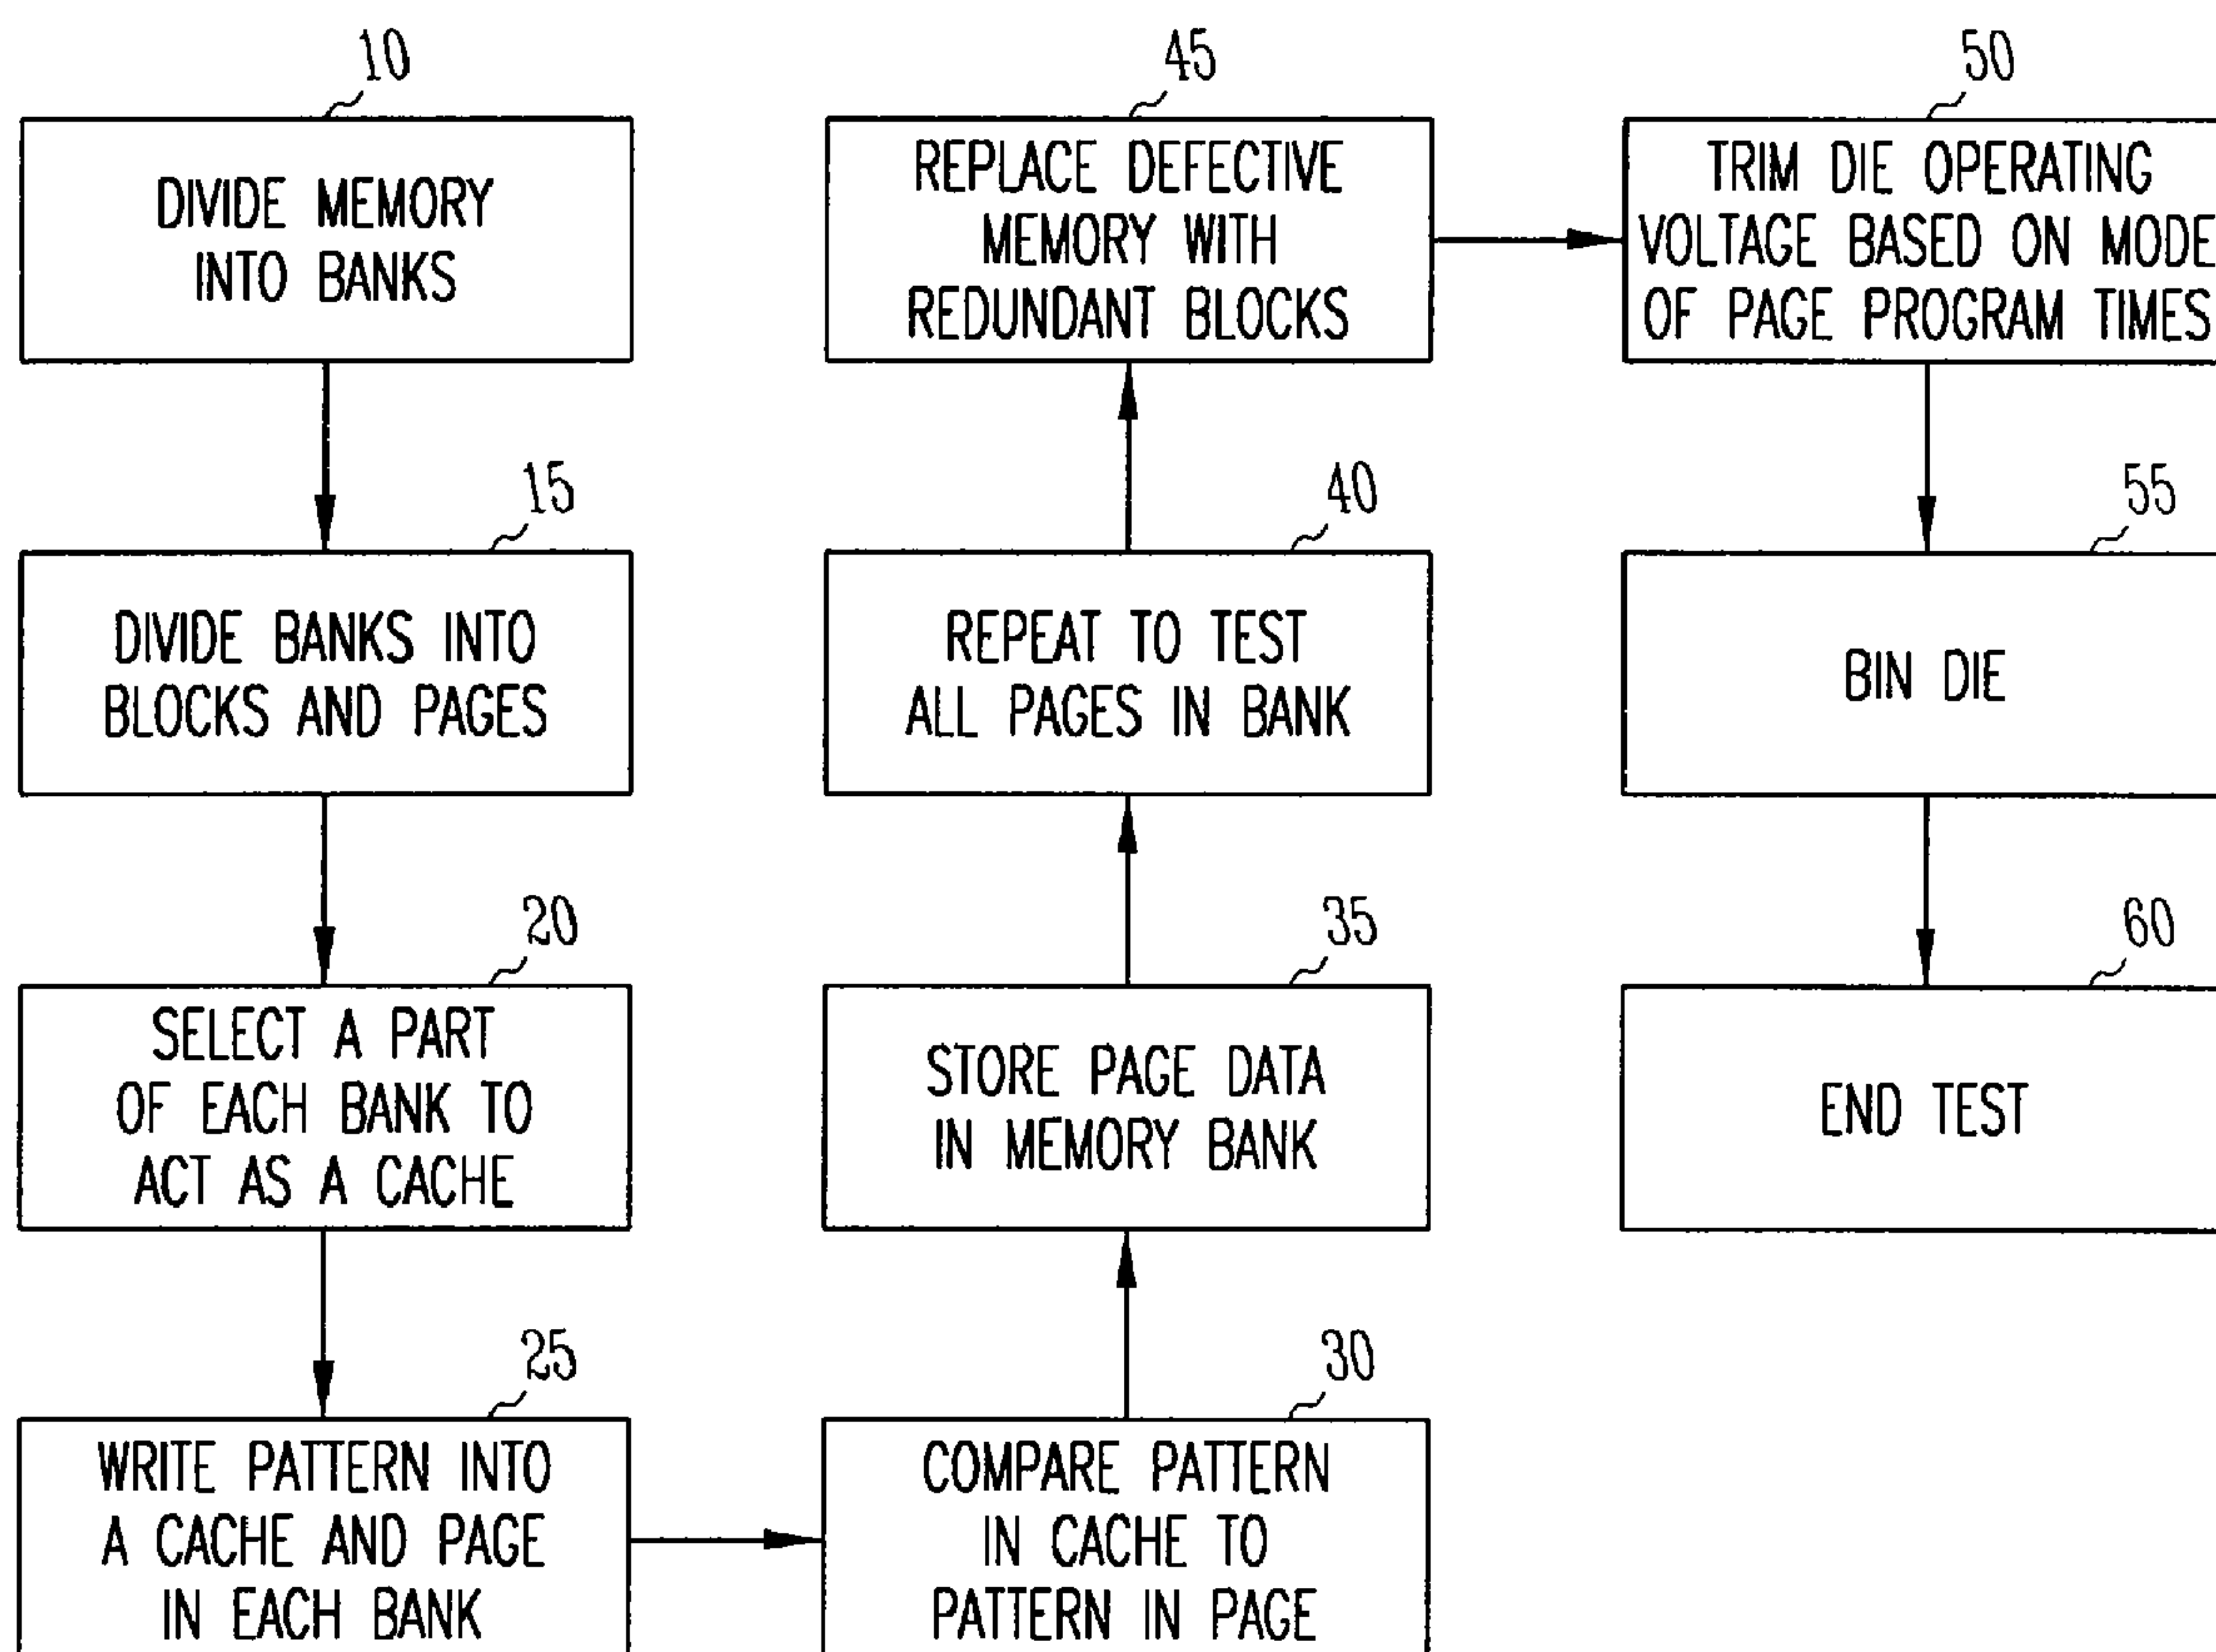 10
DIVIDE MEMORY
INTO BANKS
15
DIVIDE BANKS INTO
BLOCKS AND PAGES
20
SELECT A PART
OF EACH BANK TO
ACT AS A CACHE
25
WRITE PATTERN INTO
A CACHE AND PAGE
IN EACH BANK
30
COMPARE PATTERN
IN CACHE TO
PATTERN IN PAGE
35
STORE PAGE DATA
IN MEMORY BANK
40
REPEAT TO TEST
ALL PAGES IN BANK
45
REPLACE DEFECTIVE
MEMORY WITH
REDUNDANT BLOCKS
50
TRIM DIE OPERATING
VOLTAGE BASED ON MODE
OF PAGE PROGRAM TIMES
55
BIN DIE
60
END TEST